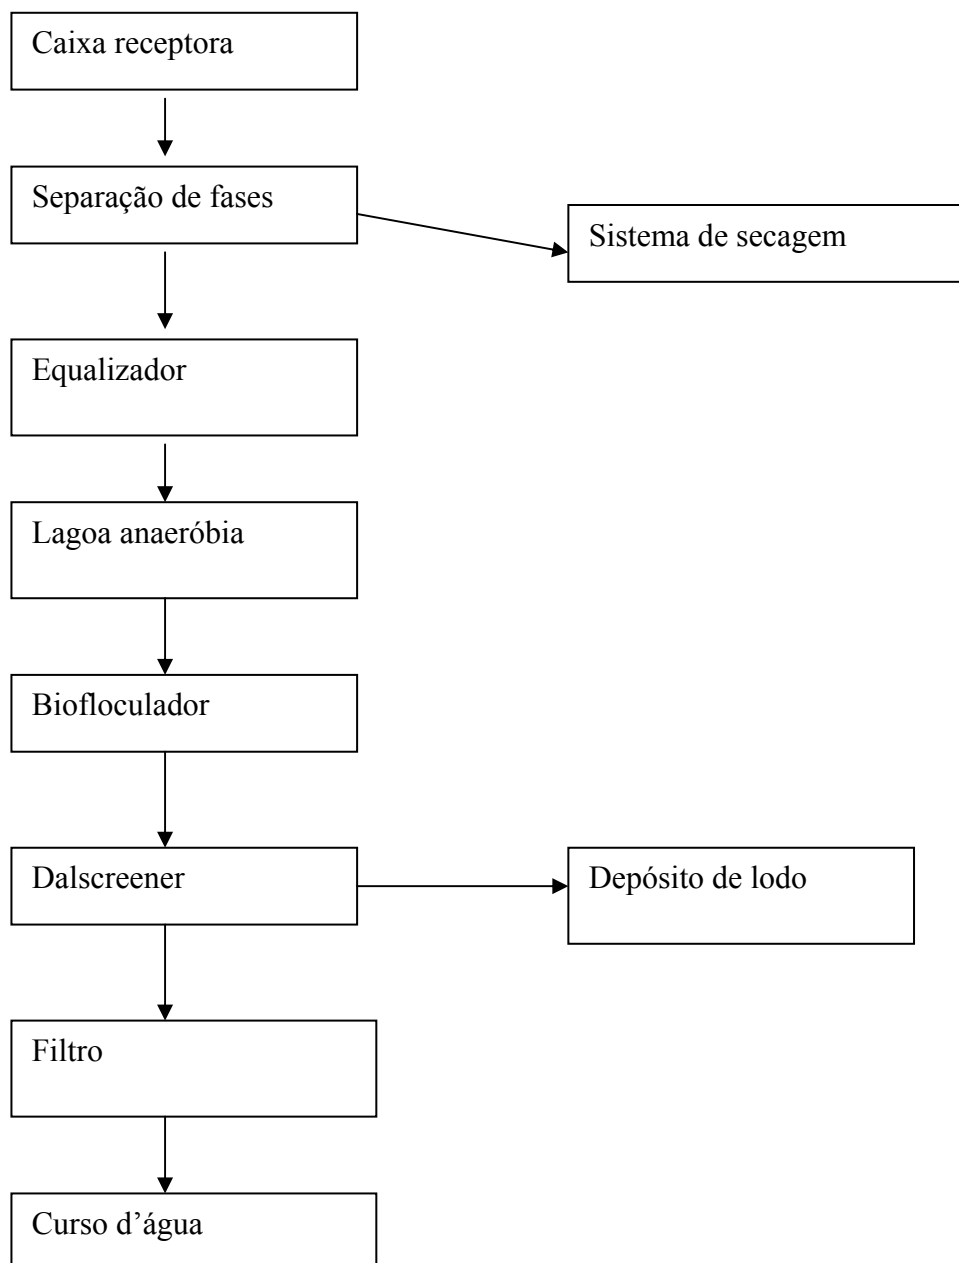 Caixa receptora
Separação de fases
Sistema de secagem
Equalizador
Lagoa anaeróbia
Biofloculador
Dalscreener
Depósito de lodo
Filtro
Curso d’água